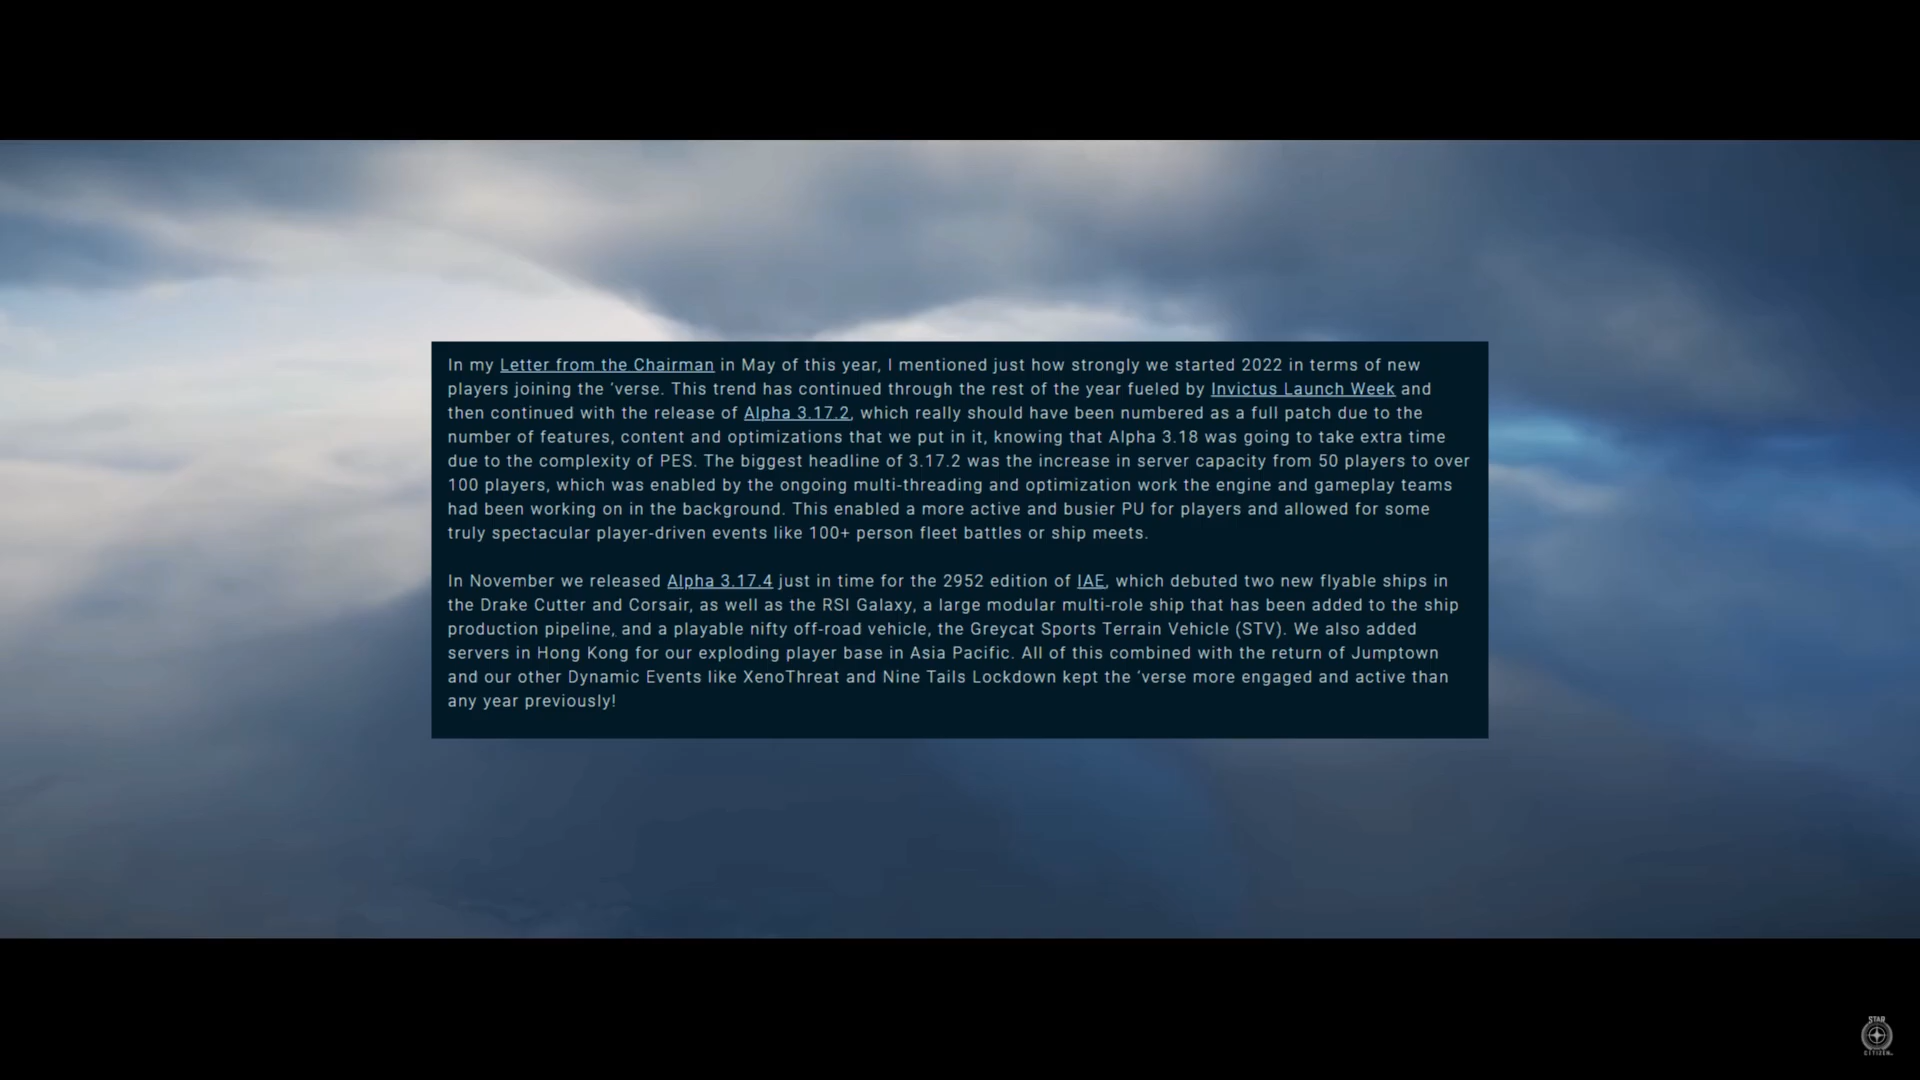 In my Letter from the Chairman in May of this year, I mentioned just how strongly we started 2022 in terms of new
players joining the ‘verse. This trend has continued through the rest of the year fueled by Invictus Launch Week and
then continued with the release of Alpha 3.17.2, which really should have been numbered as a full patch due to the
number of features, content and optimizations that we put in it, knowing that Alpha 3.18 was going to take extra time
due to the complexity of PES. The biggest headline of 3.17.2 was the increase in server capacity from 50 players to over
100 players, which was enabled by the ongoing multi-threading and optimization work the engine and gameplay teams
had been working on in the background. This enabled a more active and busier PU for players and allowed for some
truly spectacular player-driven events like 100+ person fleet battles or ship meets.
In November we released Alpha 3.17.4 just in time for the 2952 edition of IAE, which debuted two new flyable ships in
the Drake Cutter and Corsair, as well as the RSI Galaxy, a large modular multi-role ship that has been added to the ship
production pipeline, and a playable nifty off-road vehicle, the Greycat Sports Terrain Vehicle (STV). We also added
servers in Hong Kong for our exploding player base in Asia Pacific. All of this combined with the return of Jumptown
and our other Dynamic Events like XenoThreat and Nine Tails Lockdown kept the ‘verse more engaged and active than
any year previously!
STAR
CITIZEN